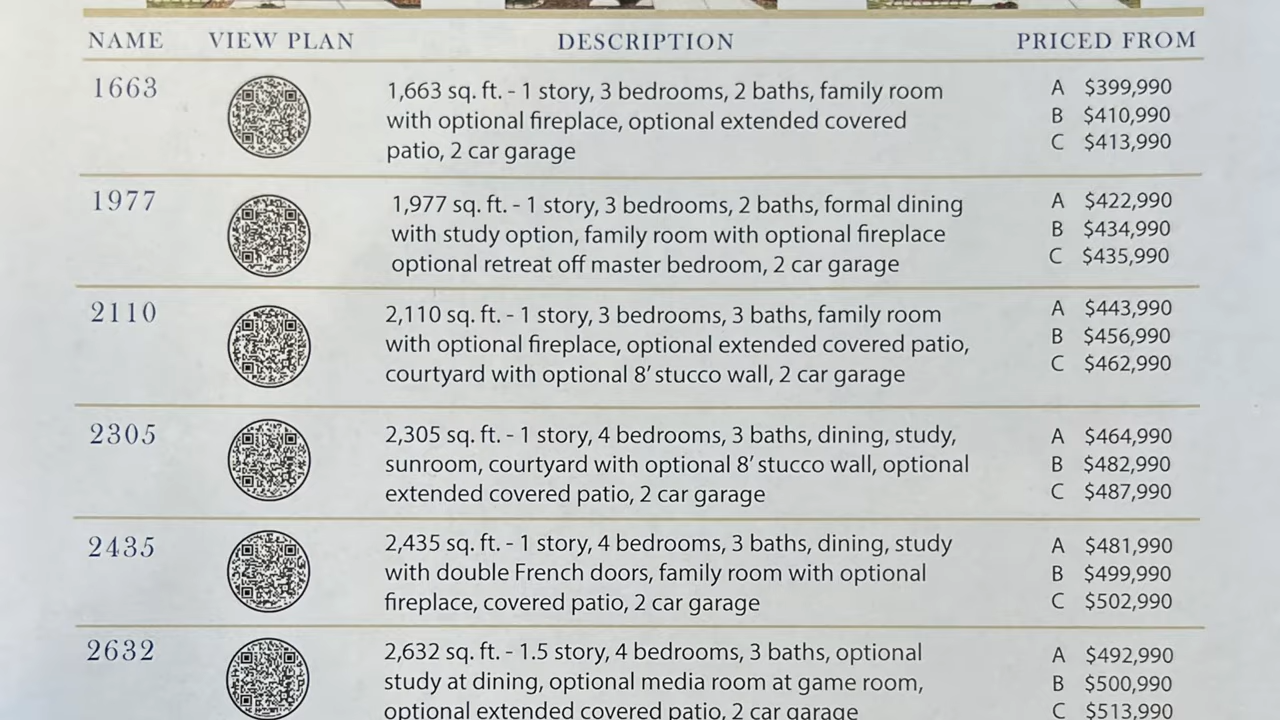 NAME VIEW PLAN DESCRIPTION PRICED FROM
1663
1,663 sq. ft. - 1 story, 3 bedrooms, 2 baths, family room
with optional fireplace, optional extended covered
patio, 2 car garage
A $399,990
B $410,990
C $413,990
1977
1,977 sq. ft. - 1 story, 3 bedrooms, 2 baths, formal dining
with study option, family room with optional fireplace
optional retreat off master bedroom, 2 car garage
A $422,990
B $434,990
C $435,990
2110
2,110 sq. ft. - 1 story, 3 bedrooms, 3 baths, family room
with optional fireplace, optional extended covered patio,
courtyard with optional 8' stucco wall, 2 car garage
A $443,990
B $456,990
C $462,990
2305
2,305 sq. ft. - 1 story, 4 bedrooms, 3 baths, dining, study,
sunroom, courtyard with optional 8' stucco wall, optional
extended covered patio, 2 car garage
A $464,990
B $482,990
C $487,990
2435
2,435 sq. ft. - 1 story, 4 bedrooms, 3 baths, dining, study
with double French doors, family room with optional
fireplace, covered patio, 2 car garage
A $481,990
B $499,990
C $502,990
2632
2,632 sq. ft. - 1.5 story, 4 bedrooms, 3 baths, optional
study at dining, optional media room at game room,
optional extended covered patio, 2 car garage
A $492,990
B $500,990
C $513,990